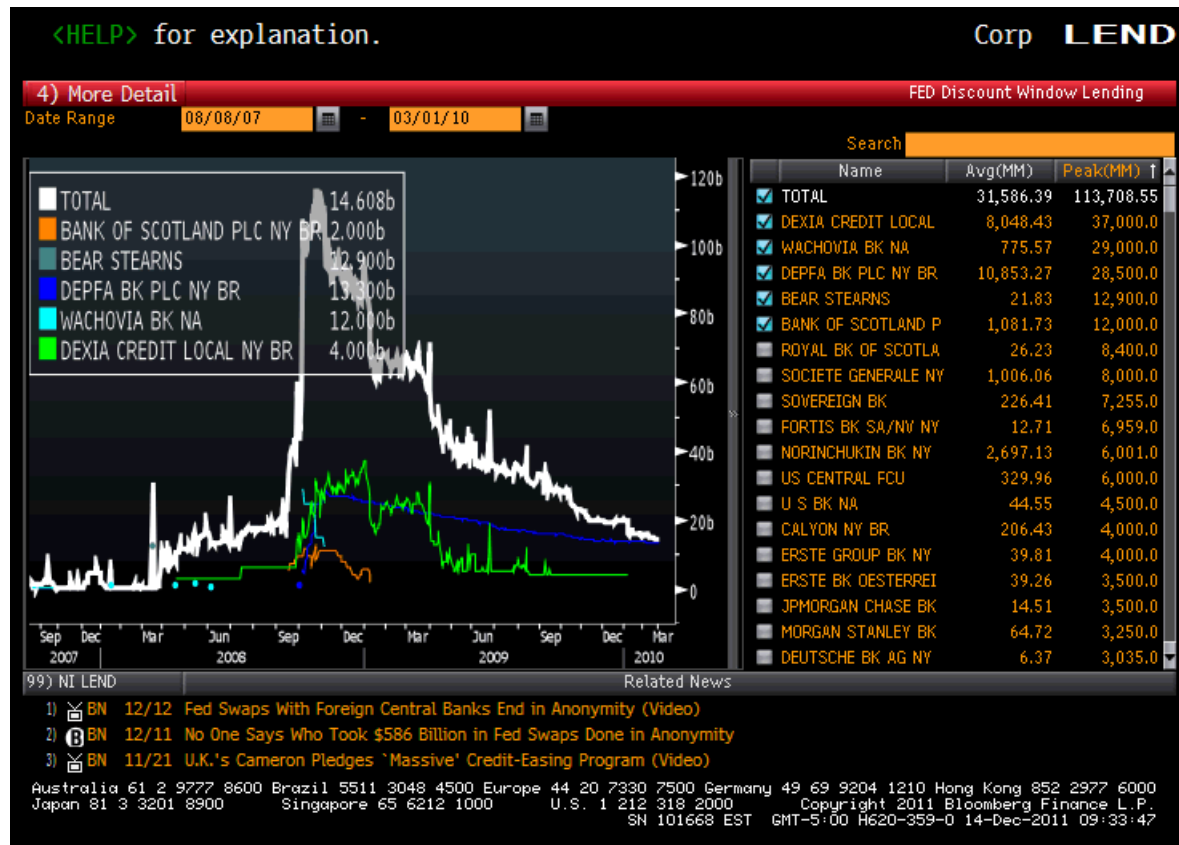 <HELP> for explanation. Corp LEND
4) More Detail FED Discount Window Lending
Date Range 08/08/07 - 03/01/10
Search
TOTAL 14.608b
BANK OF SCOTLAND PLC NY BR 2.000b
BEAR STEARNS 12.900b
DEPFA BK PLC NY BR 13.300b
WACHOVIA BK NA 12.000b
DEXIA CREDIT LOCAL NY BR 4.000b
120b
100b
80b
60b
40b
20b
0
Sep Dec Mar Jun Sep Dec Mar Jun Sep Dec Mar
2007 2008 2009 2010
Name Avg(MM) Peak(MM) ↑
TOTAL 31,586.39 113,708.55
DEXIA CREDIT LOCAL 8,048.43 37,000.0
WACHOVIA BK NA 775.57 29,000.0
DEPFA BK PLC NY BR 10,853.27 28,500.0
BEAR STEARNS 21.83 12,900.0
BANK OF SCOTLAND P 1,081.73 12,000.0
ROYAL BK OF SCOTLA 26.23 8,400.0
SOCIETE GENERALE NY 1,006.06 8,000.0
SOVEREIGN BK 226.41 7,255.0
FORTIS BK SA/NV NY 12.71 6,959.0
NORINCHUKIN BK NY 2,697.13 6,001.0
US CENTRAL FCU 329.96 6,000.0
U S BK NA 44.55 4,500.0
CALYON NY BR 206.43 4,000.0
ERSTE GROUP BK NY 39.81 4,000.0
ERSTE BK OESTERREI 39.26 3,500.0
JPMORGAN CHASE BK 14.51 3,500.0
MORGAN STANLEY BK 64.72 3,250.0
DEUTSCHE BK AG NY 6.37 3,035.0
99) NI LEND Related News
1) BN 12/12 Fed Swaps With Foreign Central Banks End in Anonymity (Video)
2) B BN 12/11 No One Says Who Took $586 Billion in Fed Swaps Done in Anonymity
3) BN 11/21 U.K.'s Cameron Pledges `Massive' Credit-Easing Program (Video)
Australia 61 2 9777 8600 Brazil 5511 3048 4500 Europe 44 20 7330 7500 Germany 49 69 9204 1210 Hong Kong 852 2977 6000
Japan 81 3 3201 8900 Singapore 65 6212 1000 U.S. 1 212 318 2000 Copyright 2011 Bloomberg Finance L.P.
SN 101668 EST GMT-5:00 H620-359-0 14-Dec-2011 09:33:47